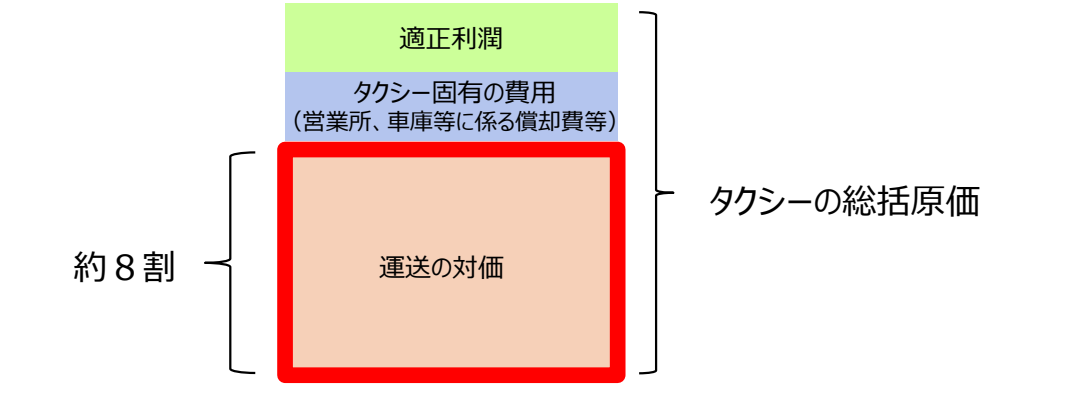 適正利潤
タクシー固有の費用
（営業所、車庫等に係る償却費等）
タクシーの総括原価
約８割
運送の対価